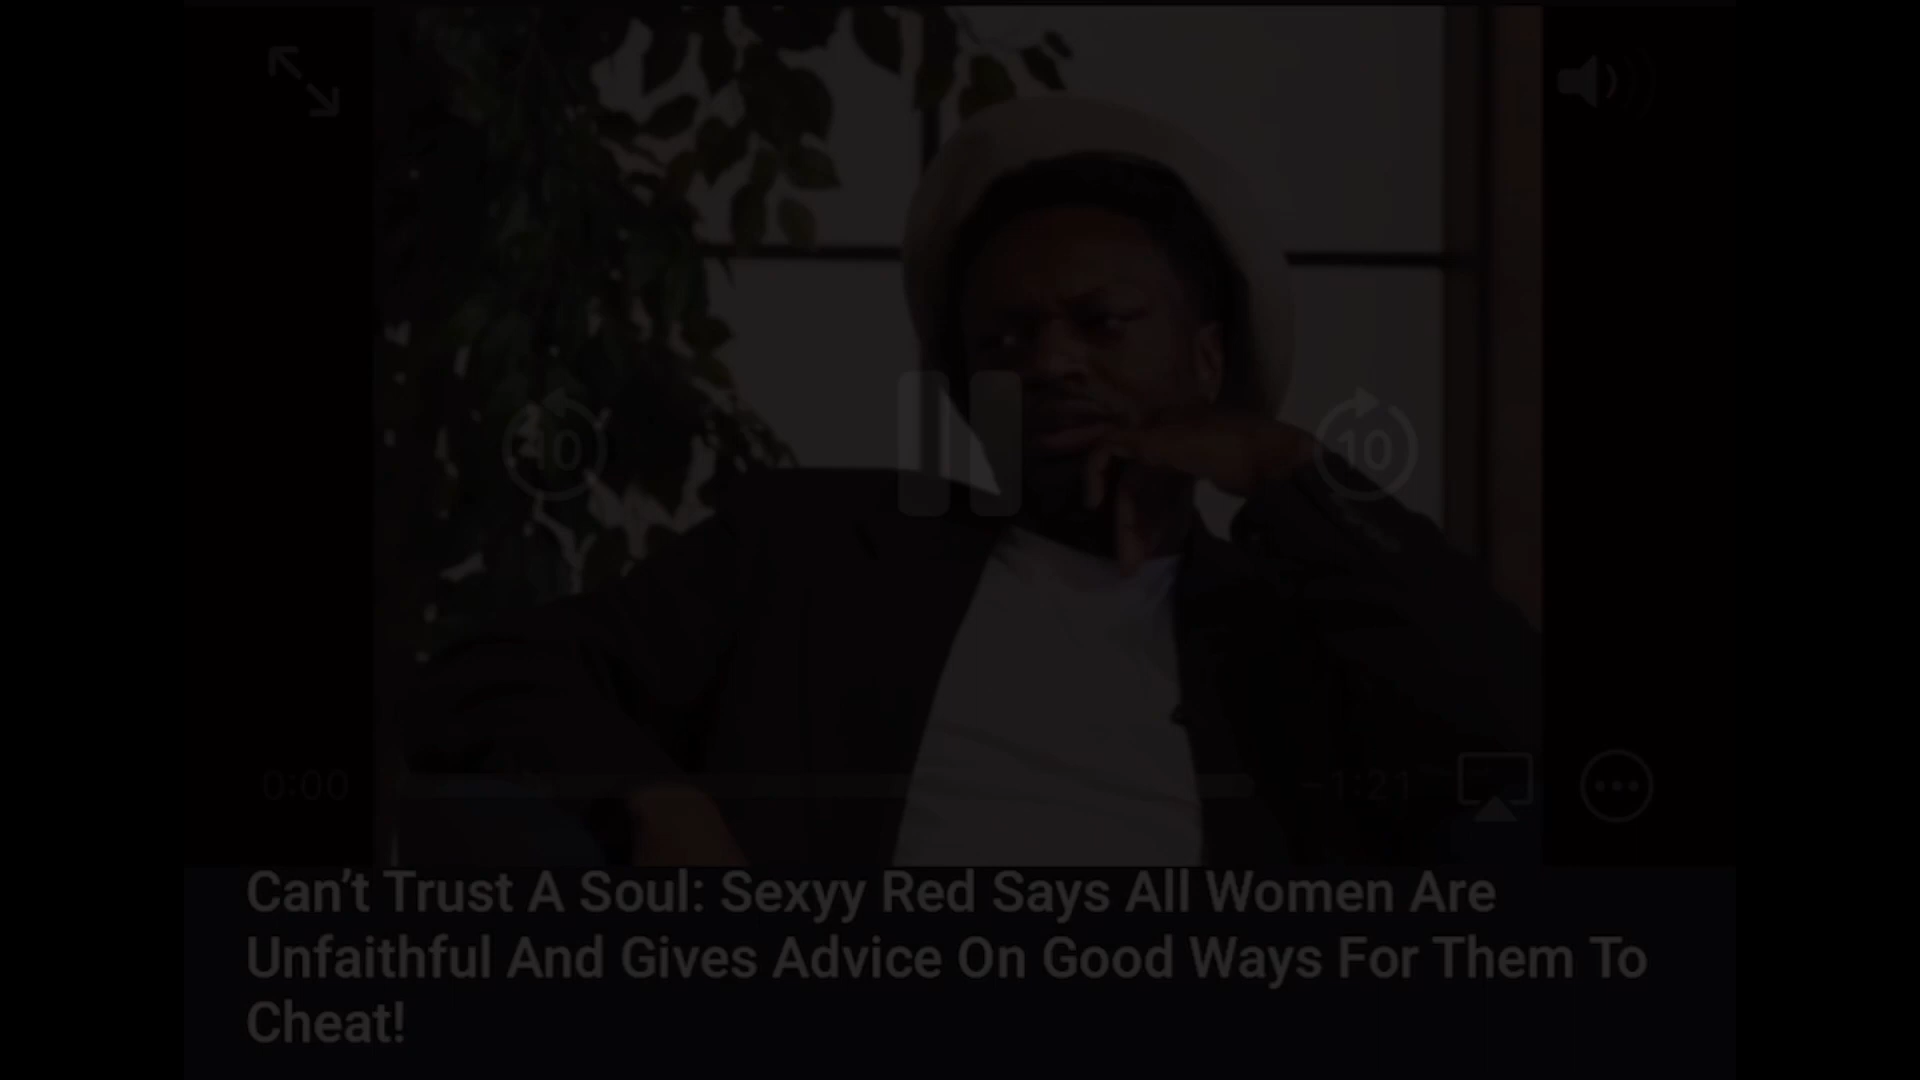 10
10
0:00
-1:21
Can’t Trust A Soul: Sexyy Red Says All Women Are
Unfaithful And Gives Advice On Good Ways For Them To
Cheat!